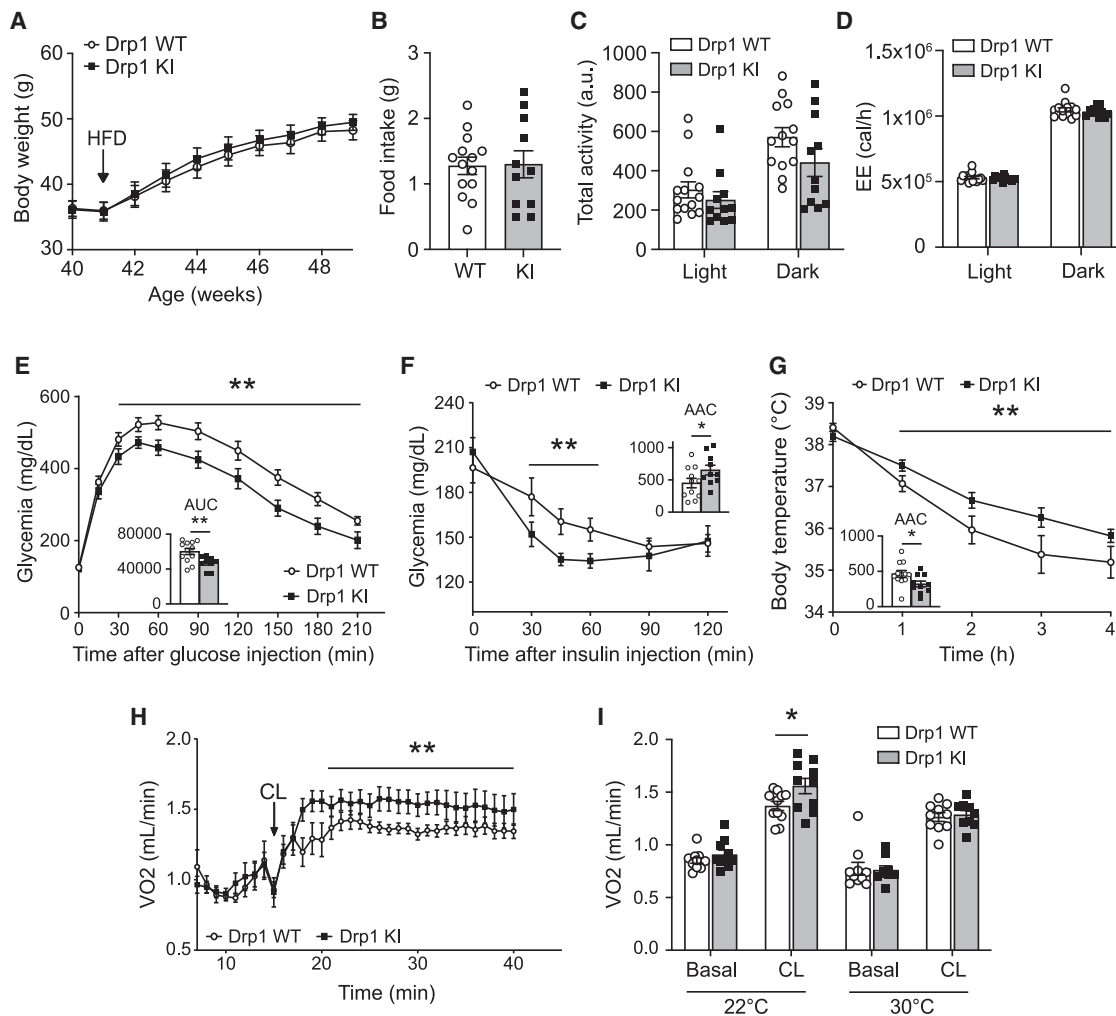 A
Drp1 WT
Drp1 KI
Body weight (g)
60
50
40
30
HFD
40 42 44 46 48
Age (weeks)
B
Food intake (g)
3
2
1
0
WT KI
C
Drp1 WT
Drp1 KI
Total activity (a.u.)
1000
800
600
400
200
0
Light Dark
D
Drp1 WT
Drp1 KI
EE (cal/h)
1.5x10⁶
1x10⁶
5x10⁵
0
Light Dark
E
**
Glycemia (mg/dL)
600
400
200
0
AUC
**
80000
40000
0
Drp1 WT
Drp1 KI
0 30 60 90 120 150 180 210
Time after glucose injection (min)
F
Drp1 WT Drp1 KI
Glycemia (mg/dL)
240
210
180
150
130
**
AAC
*
1000
500
0
0 30 60 90 120
Time after insulin injection (min)
G
Drp1 WT Drp1 KI
Body temperature (°C)
39
38
37
36
35
34
**
AAC
*
1000
500
0
0 1 2 3 4
Time (h)
H
VO2 (mL/min)
2.0
1.5
1.0
0.5
CL
**
Drp1 WT Drp1 KI
10 20 30 40
Time (min)
I
*
Drp1 WT
Drp1 KI
VO2 (mL/min)
2.0
1.5
1.0
0.5
0.0
Basal CL Basal CL
22°C 30°C